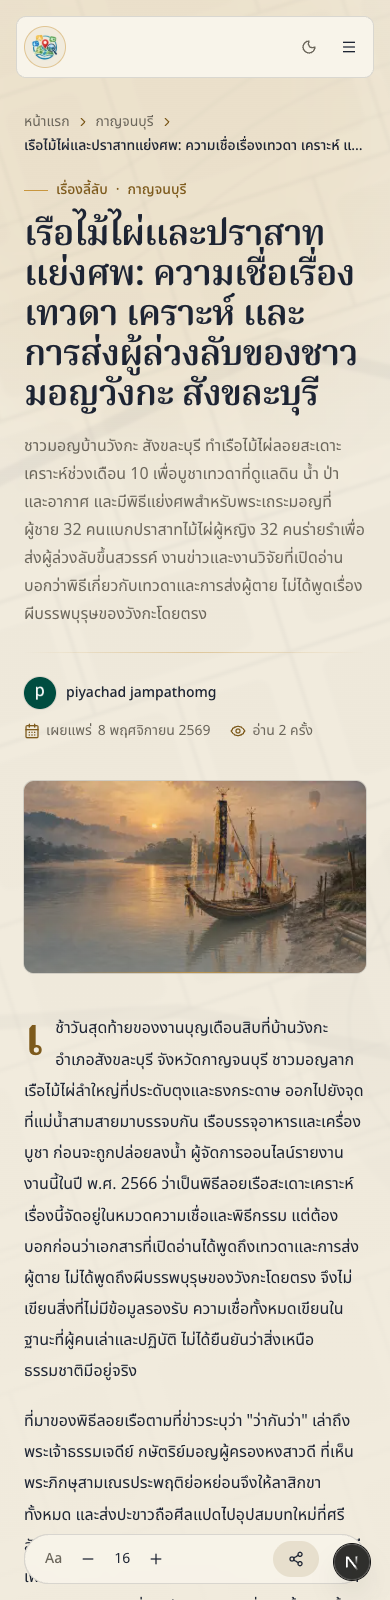 หน้าแรก > กาญจนบุรี >
เรือไม้ไผ่และปราสาทแย่งศพ: ความเชื่อเรื่องเทวดา เคราะห์ แ...
เรื่องลี้ลับ · กาญจนบุรี
เรือไม้ไผ่และปราสาท
แย่งศพ: ความเชื่อเรื่อง
เทวดา เคราะห์ และ
การส่งผู้ล่วงลับของชาว
มอญวังกะ สังขละบุรี
ชาวมอญบ้านวังกะ สังขละบุรี ทำเรือไม้ไผ่ลอยสะเดาะ
เคราะห์ช่วงเดือน 10 เพื่อบูชาเทวดาที่ดูแลดิน น้ำ ป่า
และอากาศ และมีพิธีแย่งศพสำหรับพระเถระมอญที่
ผู้ชาย 32 คนแบกปราสาทไม้ไผ่ผู้หญิง 32 คนร่ายรำเพื่อ
ส่งผู้ล่วงลับขึ้นสวรรค์ งานข่าวและงานวิจัยที่เปิดอ่าน
บอกว่าพิธีเกี่ยวกับเทวดาและการส่งผู้ตาย ไม่ได้พูดเรื่อง
ผีบรรพบุรุษของวังกะโดยตรง
p piyachad jampathomg
เผยแพร่ 8 พฤศจิกายน 2569 อ่าน 2 ครั้ง
เช้าวันสุดท้ายของงานบุญเดือนสิบที่บ้านวังกะ
อำเภอสังขละบุรี จังหวัดกาญจนบุรี ชาวมอญลาก
เรือไม้ไผ่ลำใหญ่ที่ประดับตุงและธงกระดาษ ออกไปยังจุด
ที่แม่น้ำสามสายมาบรรจบกัน เรือบรรจุอาหารและเครื่อง
บูชา ก่อนจะถูกปล่อยลงน้ำ ผู้จัดการออนไลน์รายงาน
งานนี้ในปี พ.ศ. 2566 ว่าเป็นพิธีลอยเรือสะเดาะเคราะห์
เรื่องนี้จัดอยู่ในหมวดความเชื่อและพิธีกรรม แต่ต้อง
บอกก่อนว่าเอกสารที่เปิดอ่านได้พูดถึงเทวดาและการส่ง
ผู้ตาย ไม่ได้พูดถึงผีบรรพบุรุษของวังกะโดยตรง จึงไม่
เขียนสิ่งที่ไม่มีข้อมูลรองรับ ความเชื่อทั้งหมดเขียนใน
ฐานะที่ผู้คนเล่าและปฏิบัติ ไม่ได้ยืนยันว่าสิ่งเหนือ
ธรรมชาติมีอยู่จริง
ที่มาของพิธีลอยเรือตามที่ข่าวระบุว่า "ว่ากันว่า" เล่าถึง
พระเจ้าธรรมเจดีย์ กษัตริย์มอญผู้ครองหงสาวดี ที่เห็น
พระภิกษุสามเณรประพฤติย่อหย่อนจึงให้ลาสิกขา
ทั้งหมด และส่งปะขาวถือศีลแปดไปอุปสมบทใหม่ที่ศรี
Aa − 16 +
N